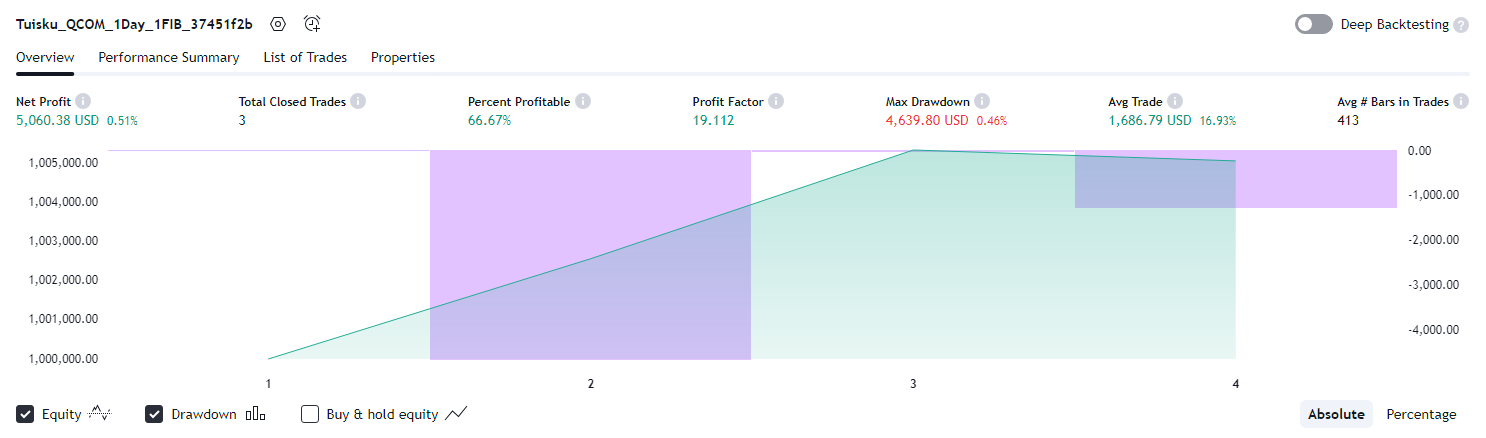 Tuisku_QCOM_1Day_1FIB_37451f2b
Deep Backtesting
Overview Performance Summary List of Trades Properties
Net Profit Total Closed Trades Percent Profitable Profit Factor Max Drawdown Avg Trade Avg # Bars in Trades
5,060.38 USD 0.51% 3 66.67% 19.112 4,639.80 USD 0.46% 1,686.79 USD 16.93% 413
1,005,000.00 0.00
1,004,000.00 -1,000.00
1,003,000.00 -2,000.00
1,002,000.00 -3,000.00
1,001,000.00 -4,000.00
1,000,000.00
1 2 3 4
Equity Drawdown Buy & hold equity Absolute Percentage